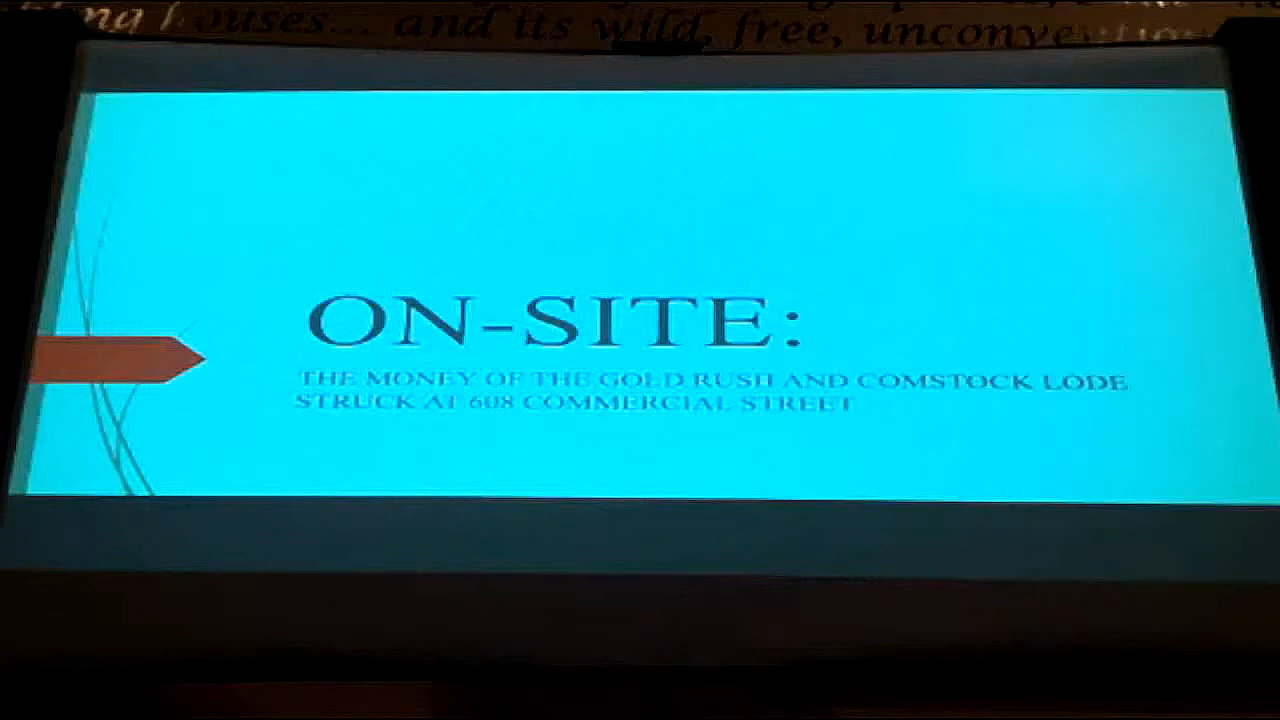 ouses... and its wild, free,
ON-SITE:
THE MONEY OF THE GOLD RUSH AND COMSTOCK LODE
STRUCK AT 608 COMMERCIAL STREET